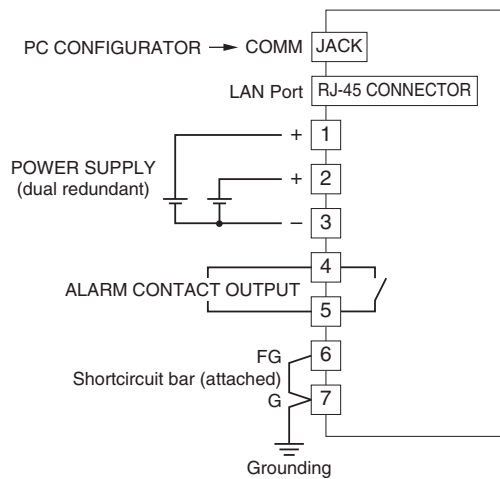 PC CONFIGURATOR → COMM JACK
LAN Port RJ-45 CONNECTOR
+ 1
POWER SUPPLY
(dual redundant)
+ 2
– 3
4
ALARM CONTACT OUTPUT
5
FG 6
Shortcircuit bar (attached)
G 7
Grounding